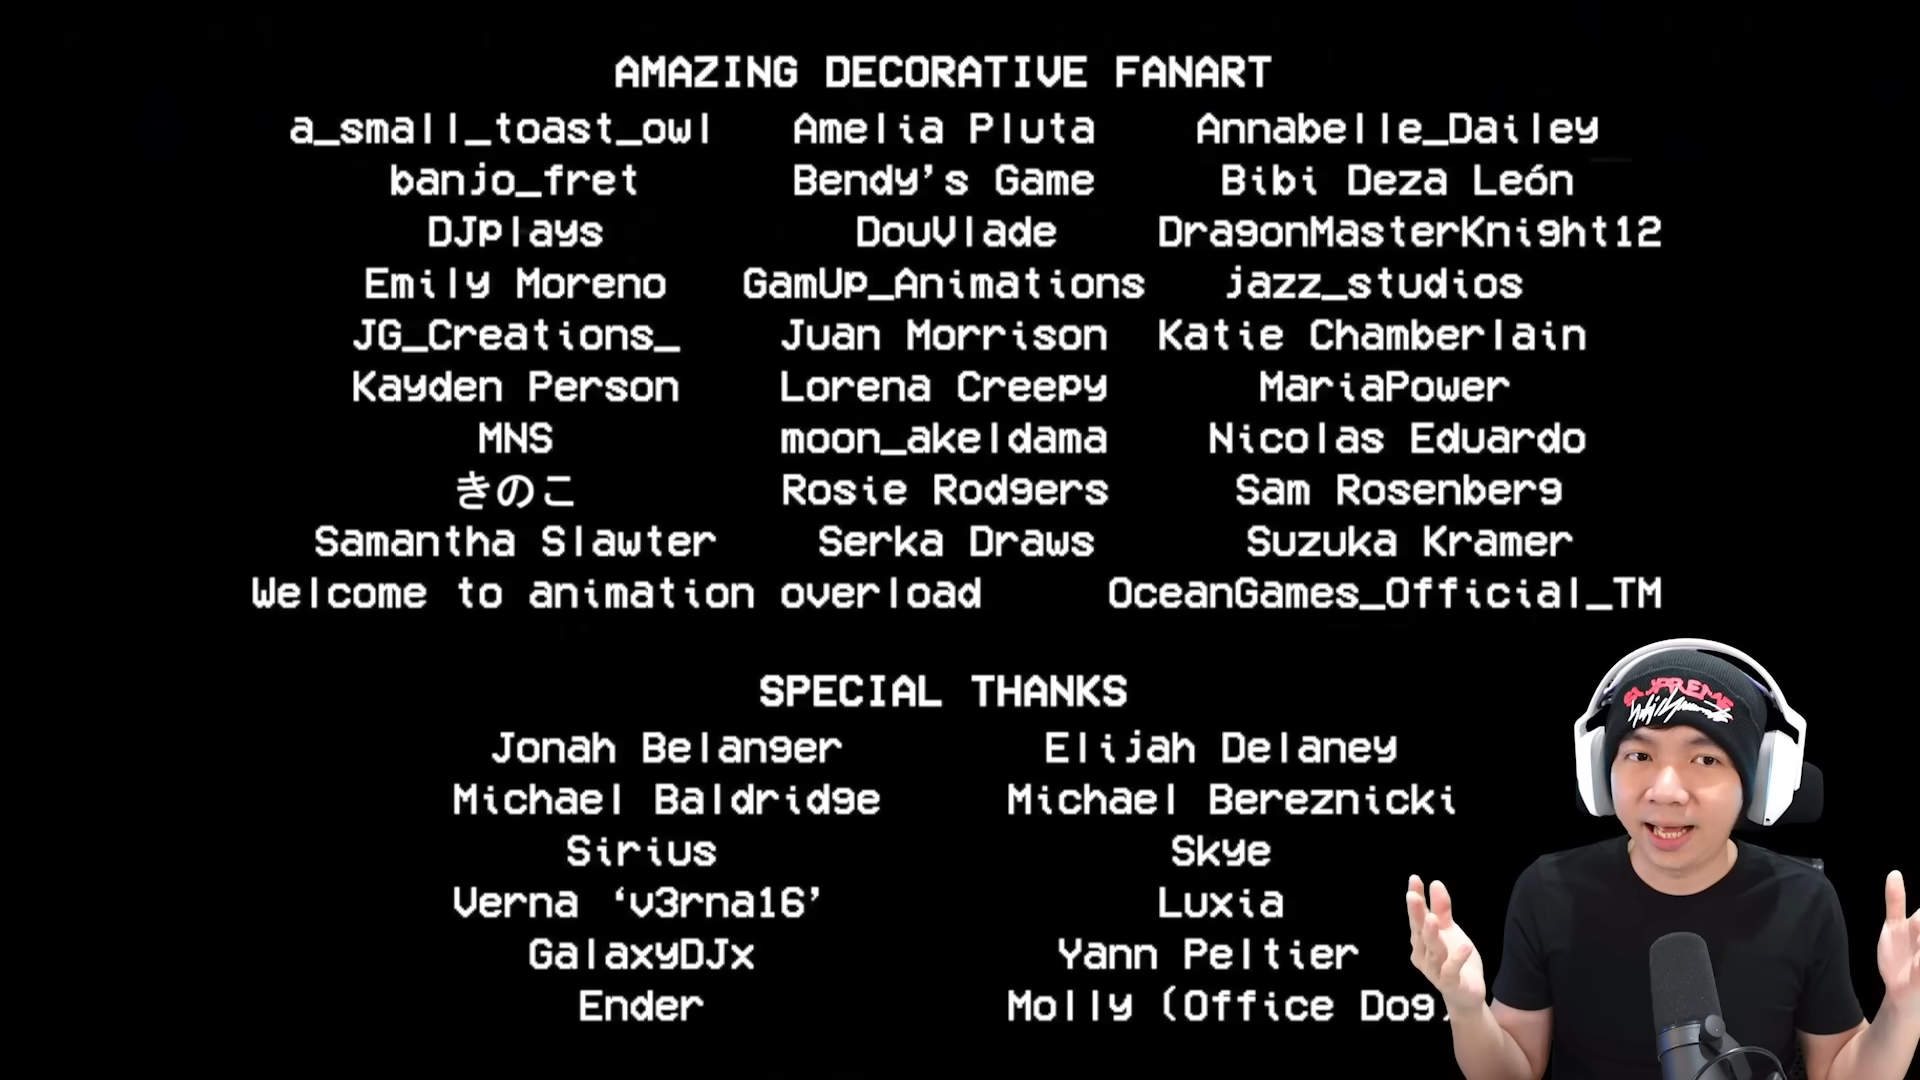 AMAZING DECORATIVE FANART
a_small_toast_owl Amelia Pluta Annabelle_Dailey
banjo_fret Bendy’s Game Bibi Deza León
DJplays DouVlade DragonMasterKnight12
Emily Moreno GamUp_Animations jazz_studios
JG_Creations_ Juan Morrison Katie Chamberlain
Kayden Person Lorena Creepy MariaPower
MNS moon_akeldama Nicolas Eduardo
きのこ Rosie Rodgers Sam Rosenberg
Samantha Slawter Serka Draws Suzuka Kramer
Welcome to animation overload OceanGames_Official_TM
SPECIAL THANKS
Jonah Belanger Elijah Delaney
Michael Baldridge Michael Bereznicki
Sirius Skye
Verna ‘v3rna16’ Luxia
GalaxyDJx Yann Peltier
Ender Molly (Office Dog)
SUPREME